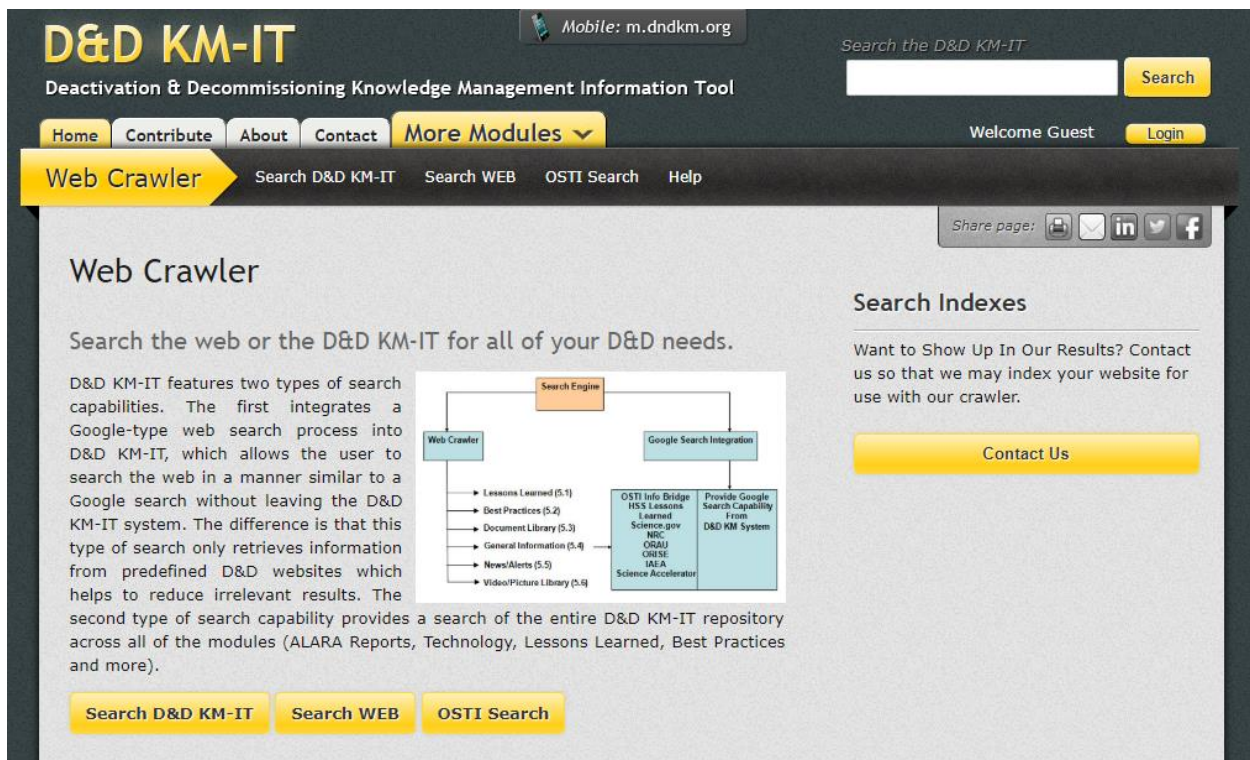 D&D KM-IT
Mobile: m.dndkm.org
Search the D&D KM-IT
Deactivation & Decommissioning Knowledge Management Information Tool
Search
Home Contribute About Contact More Modules
Welcome Guest Login
Web Crawler Search D&D KM-IT Search WEB OSTI Search Help
Share page:
Web Crawler
Search the web or the D&D KM-IT for all of your D&D needs.
D&D KM-IT features two types of search
capabilities. The first integrates a
Google-type web search process into
D&D KM-IT, which allows the user to
search the web in a manner similar to a
Google search without leaving the D&D
KM-IT system. The difference is that this
type of search only retrieves information
from predefined D&D websites which
helps to reduce irrelevant results. The
second type of search capability provides a search of the entire D&D KM-IT repository
across all of the modules (ALARA Reports, Technology, Lessons Learned, Best Practices
and more).
Search Engine
Web Crawler
Google Search Integration
Lessons Learned (5.1)
Best Practices (5.2)
Document Library (5.3)
General Information (5.4)
News/Alerts (5.5)
Video/Picture Library (5.6)
OSTI Info Bridge
HSS Lessons
Learned
Science.gov
NRC
ORAU
ORISE
IAEA
Science Accelerator
Provide Google
Search Capability
From
D&D KM System
Search D&D KM-IT Search WEB OSTI Search
Search Indexes
Want to Show Up In Our Results? Contact
us so that we may index your website for
use with our crawler.
Contact Us